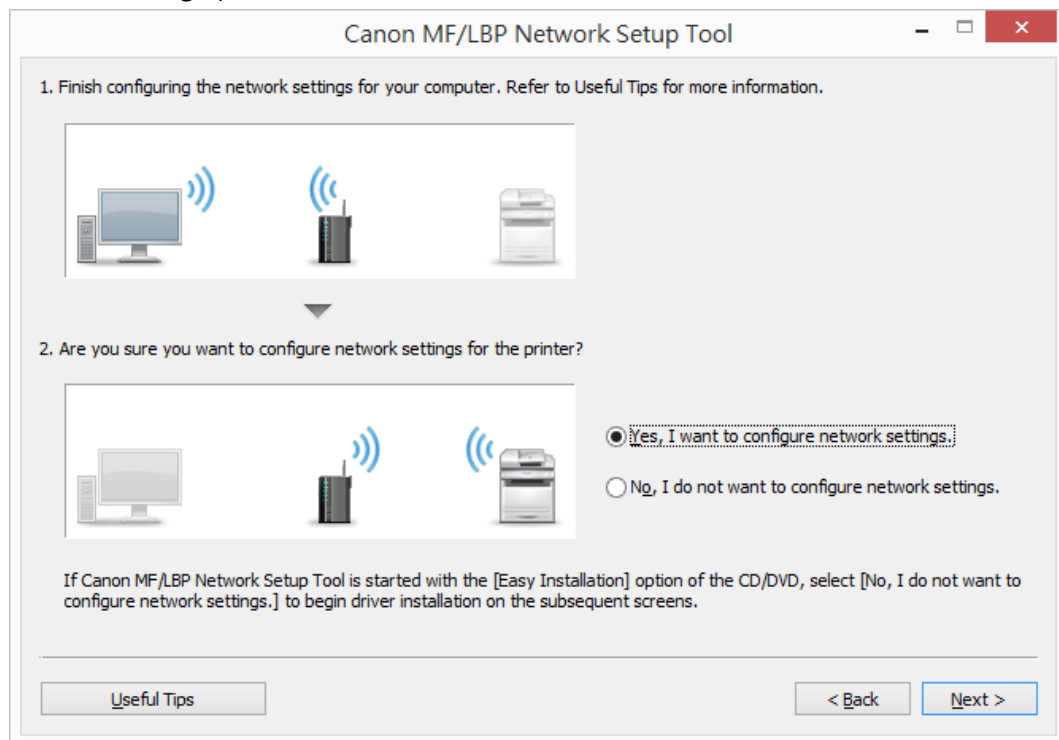 Canon MF/LBP Network Setup Tool
1. Finish configuring the network settings for your computer. Refer to Useful Tips for more information.
2. Are you sure you want to configure network settings for the printer?
Yes, I want to configure network settings.
No, I do not want to configure network settings.
If Canon MF/LBP Network Setup Tool is started with the [Easy Installation] option of the CD/DVD, select [No, I do not want to
configure network settings.] to begin driver installation on the subsequent screens.
Useful Tips
< Back
Next >